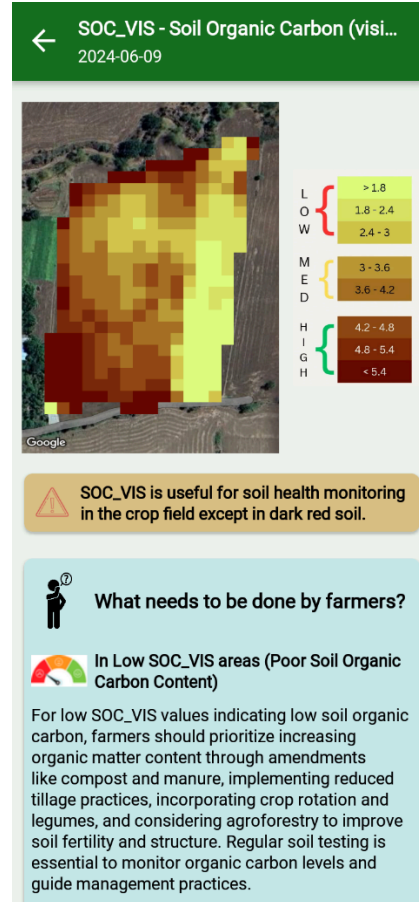 SOC_VIS - Soil Organic Carbon (visi...
2024-06-09
LOW
> 1.8
1.8 - 2.4
2.4 - 3
MED
3 - 3.6
3.6 - 4.2
HIGH
4.2 - 4.8
4.8 - 5.4
< 5.4
Google
SOC_VIS is useful for soil health monitoring
in the crop field except in dark red soil.
What needs to be done by farmers?
In Low SOC_VIS areas (Poor Soil Organic
Carbon Content)
For low SOC_VIS values indicating low soil organic
carbon, farmers should prioritize increasing
organic matter content through amendments
like compost and manure, implementing reduced
tillage practices, incorporating crop rotation and
legumes, and considering agroforestry to improve
soil fertility and structure. Regular soil testing is
essential to monitor organic carbon levels and
guide management practices.